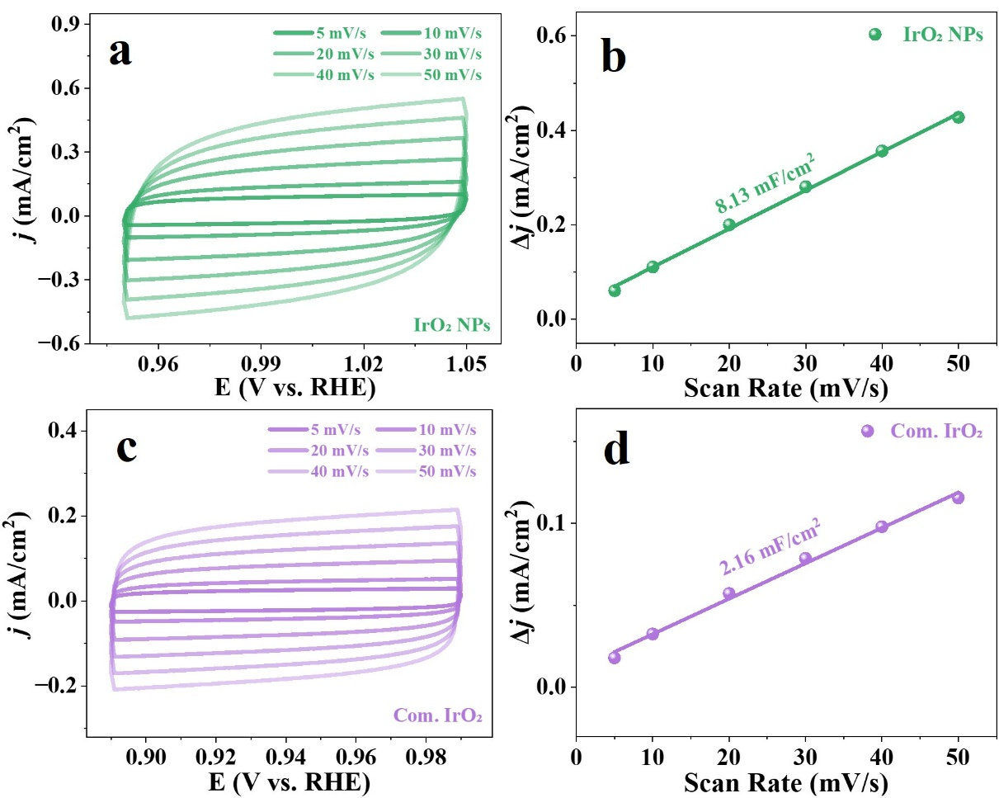 a
5 mV/s 10 mV/s
20 mV/s 30 mV/s
40 mV/s 50 mV/s
0.9
0.6
0.3
0.0
−0.3
−0.6
j (mA/cm²)
IrO₂ NPs
0.96 0.99 1.02 1.05
E (V vs. RHE)
b
IrO₂ NPs
0.6
0.4
0.2
0.0
Δj (mA/cm²)
8.13 mF/cm²
0 10 20 30 40 50
Scan Rate (mV/s)
c
5 mV/s 10 mV/s
20 mV/s 30 mV/s
40 mV/s 50 mV/s
0.4
0.2
0.0
−0.2
j (mA/cm²)
Com. IrO₂
0.90 0.92 0.94 0.96 0.98
E (V vs. RHE)
d
Com. IrO₂
0.1
0.0
Δj (mA/cm²)
2.16 mF/cm²
0 10 20 30 40 50
Scan Rate (mV/s)